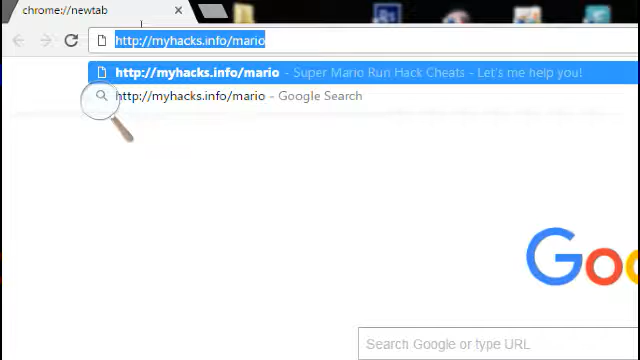 chrome://newtab
http://myhacks.info/mario
http://myhacks.info/mario - Super Mario Run Hack Cheats - Let's me help you!
http://myhacks.info/mario - Google Search
Goo
Search Google or type URL